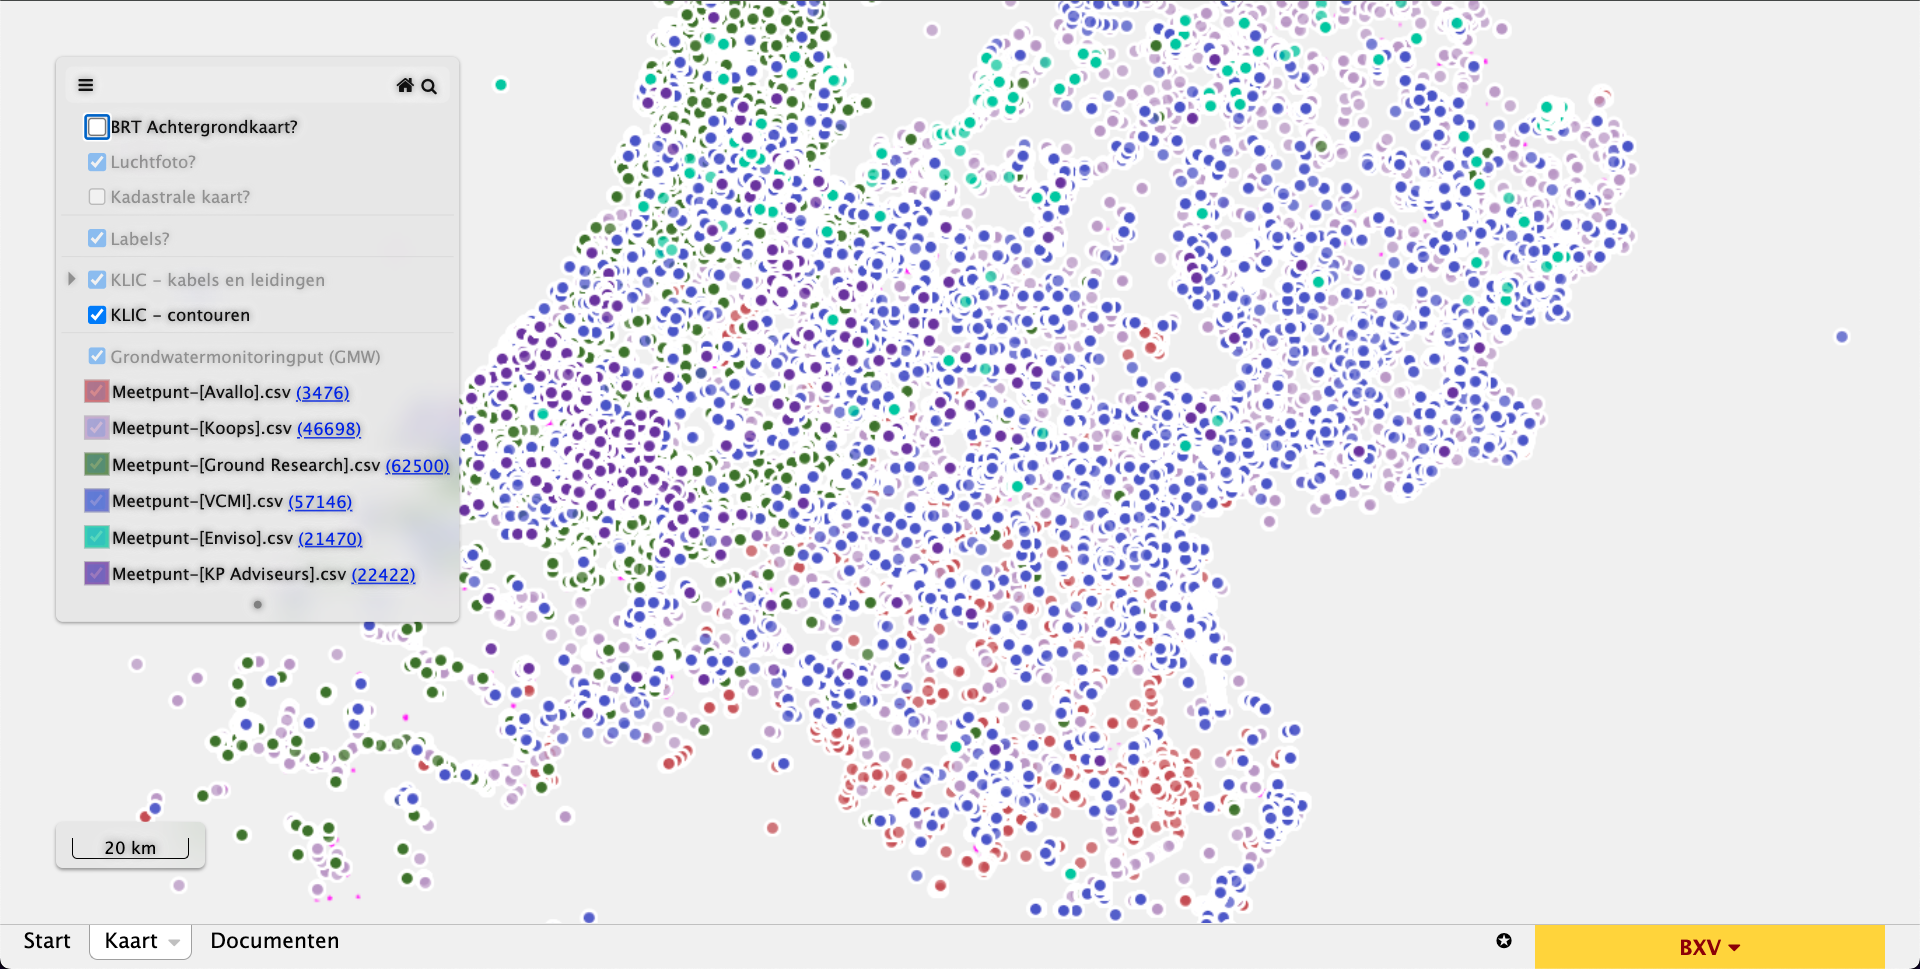 BRT Achtergrondkaart?
Luchtfoto?
Kadastrale kaart?
Labels?
KLIC - kabels en leidingen
KLIC - contouren
Grondwatermonitoringput (GMW)
Meetpunt-[Avallo].csv (3476)
Meetpunt-[Koops].csv (46698)
Meetpunt-[Ground Research].csv (62500)
Meetpunt-[VCMI].csv (57146)
Meetpunt-[Enviso].csv (21470)
Meetpunt-[KP Adviseurs].csv (22422)
20 km
Start Kaart Documenten BXV